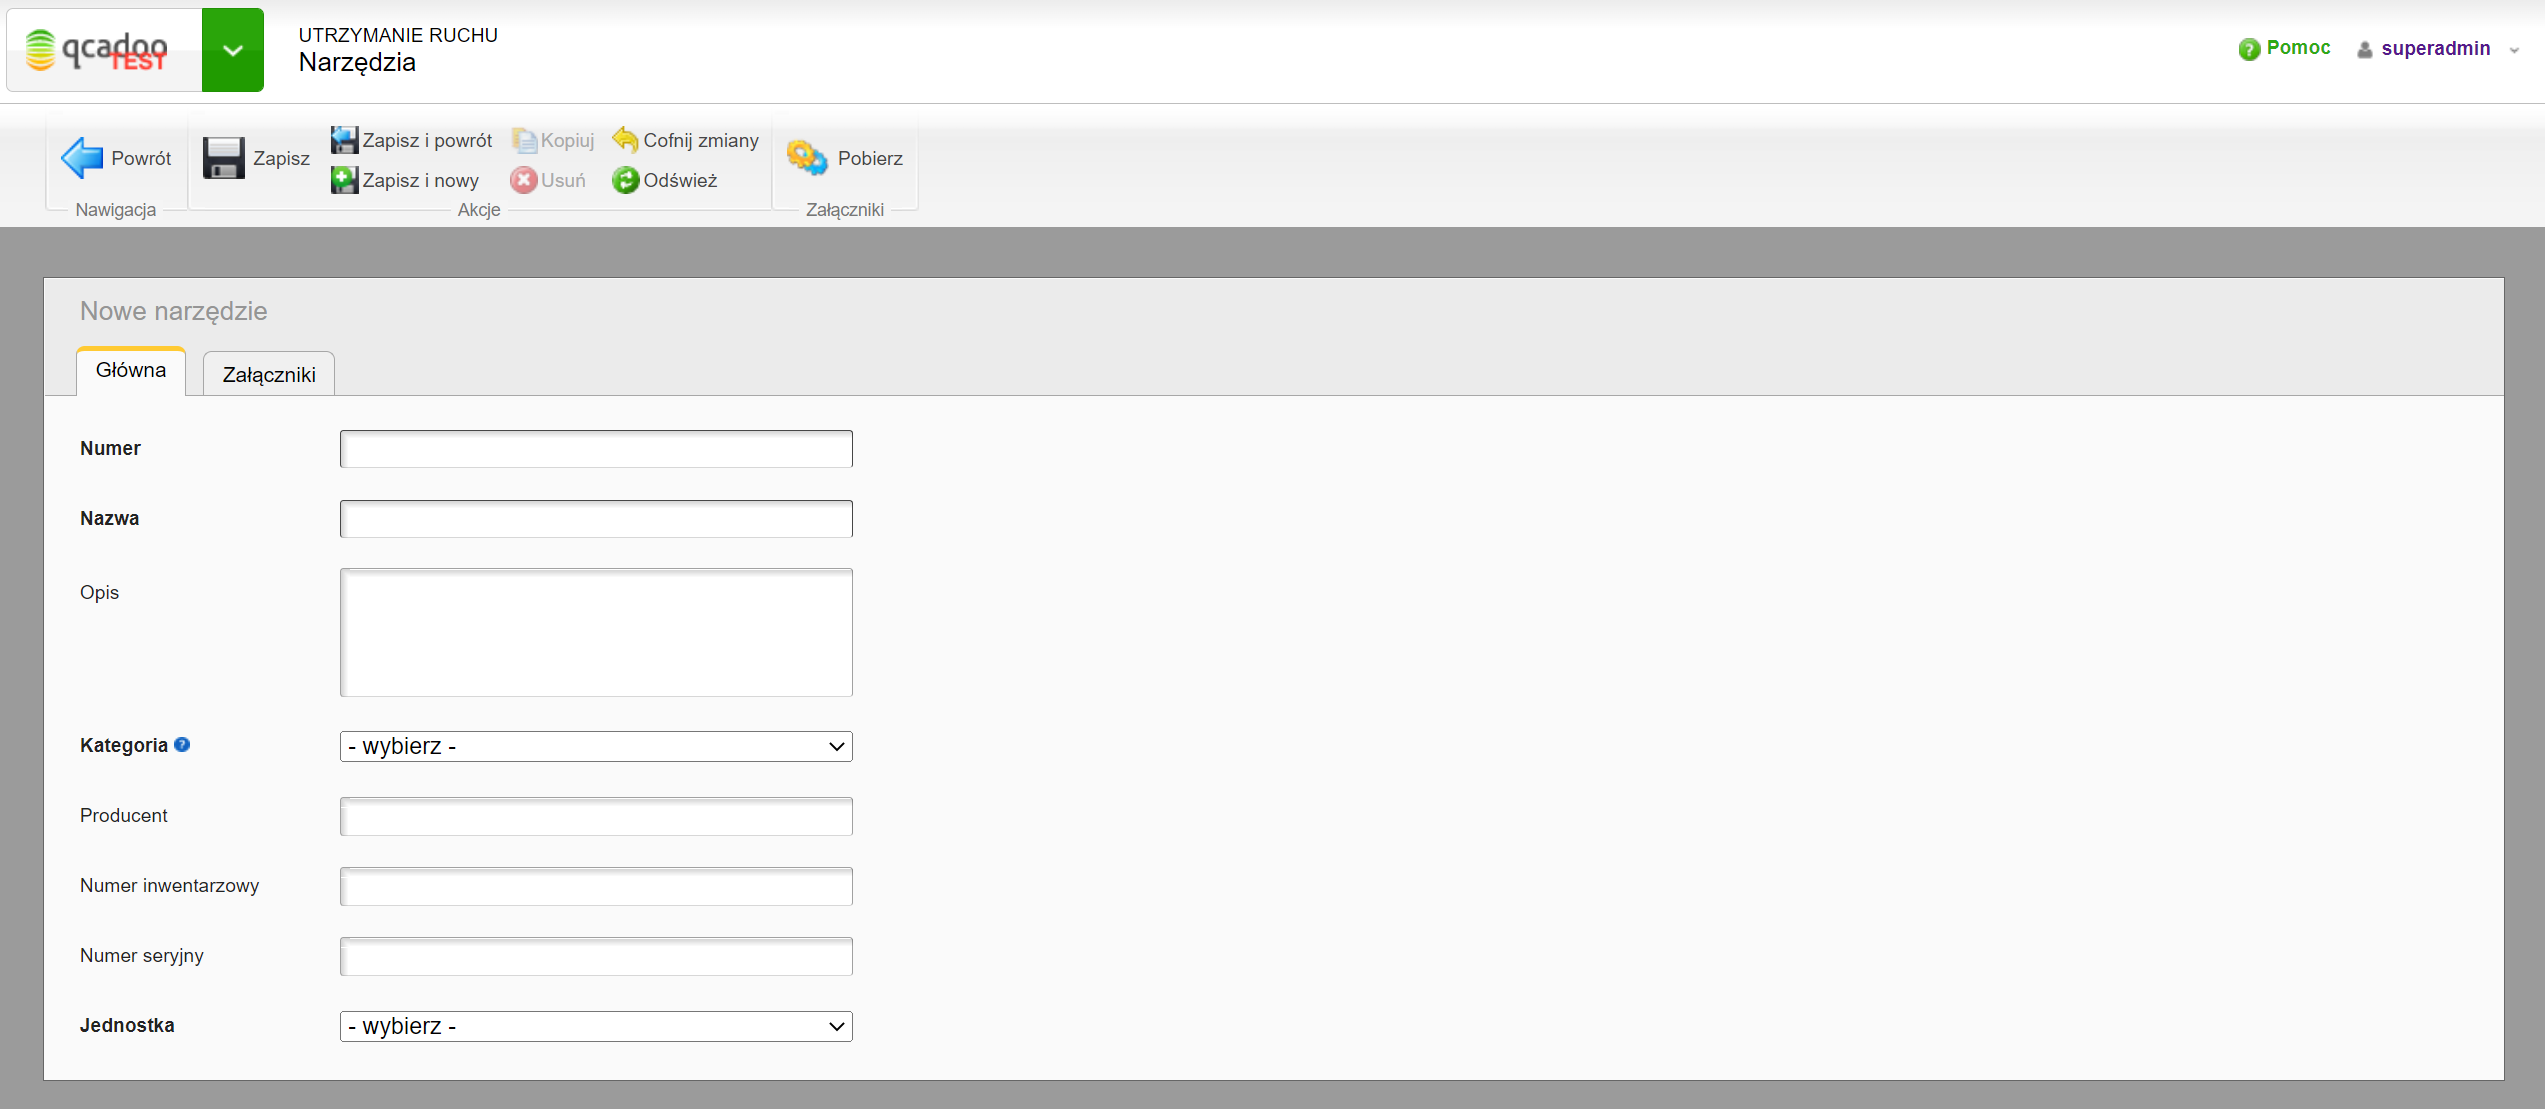 qcadoo
TEST
UTRZYMANIE RUCHU
Narzędzia
Pomoc
superadmin
Powrót
Nawigacja
Zapisz
Zapisz i powrót
Kopiuj
Cofnij zmiany
Zapisz i nowy
Usuń
Odśwież
Akcje
Pobierz
Załączniki
Nowe narzędzie
Główna
Załączniki
Numer
Nazwa
Opis
Kategoria ?
- wybierz -
Producent
Numer inwentarzowy
Numer seryjny
Jednostka
- wybierz -